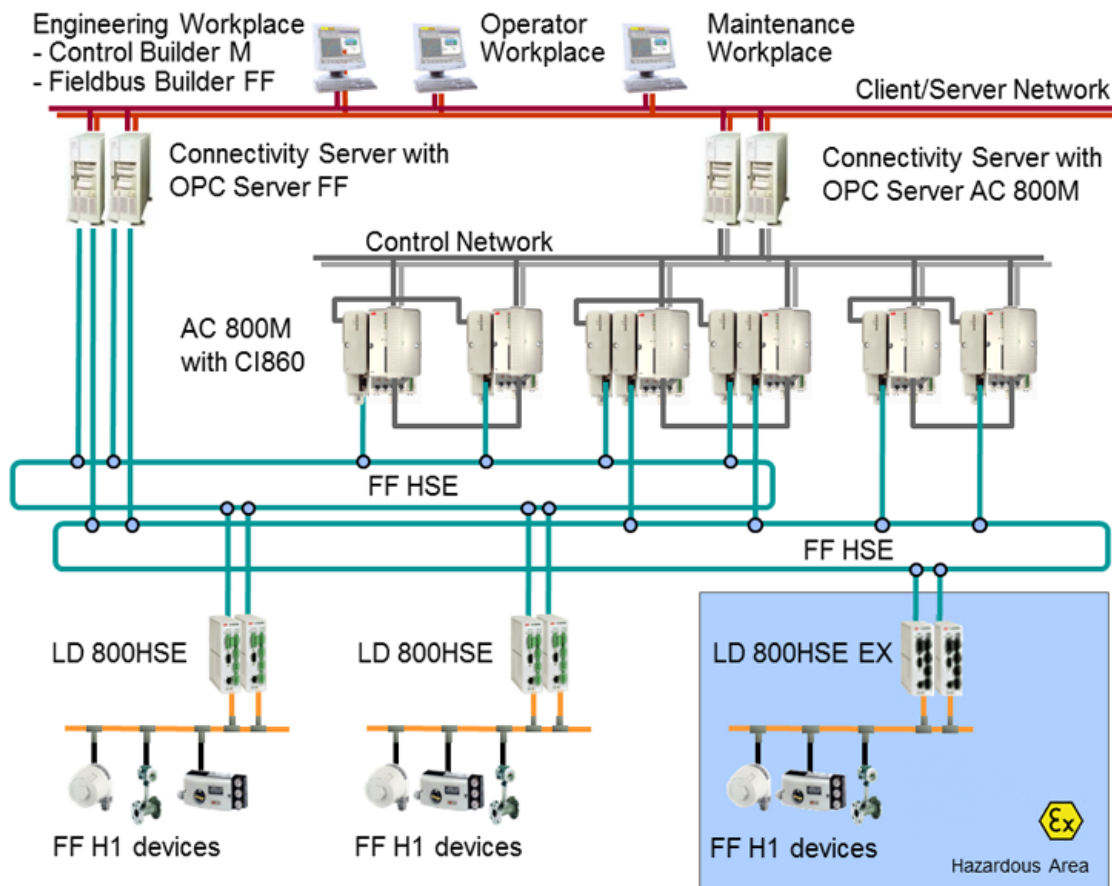 Engineering Workplace
- Control Builder M
- Fieldbus Builder FF
Operator
Workplace
Maintenance
Workplace
Client/Server Network
Connectivity Server with
OPC Server FF
Connectivity Server with
OPC Server AC 800M
Control Network
AC 800M
with CI860
FF HSE
FF HSE
LD 800HSE
LD 800HSE
LD 800HSE EX
FF H1 devices
FF H1 devices
FF H1 devices
Ex
Hazardous Area